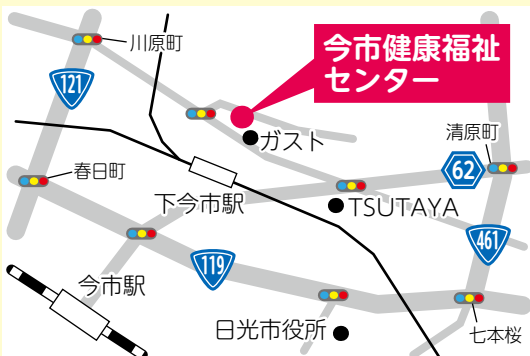 川原町
今市健康福祉
センター
121
ガスト
清原町
62
春日町
下今市駅
TSUTAYA
461
119
今市駅
日光市役所
七本桜